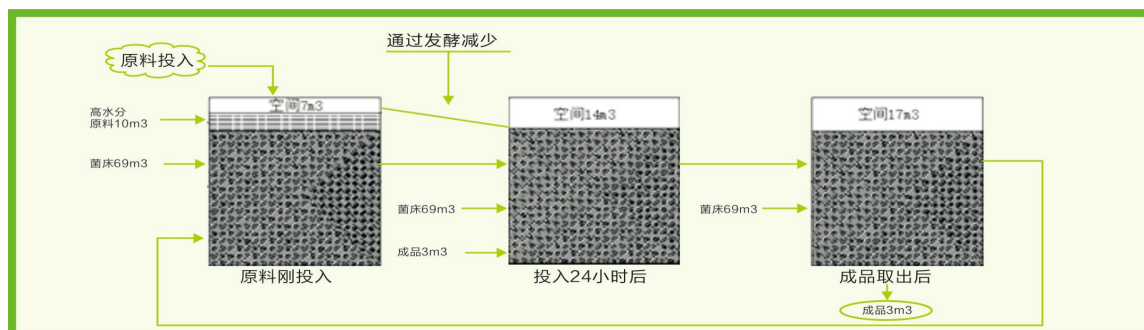 通过发酵减少
原料投入
空间7m3
空间14m3
空间17m3
高水分
原料10m3
菌床69m3
菌床69m3
菌床69m3
成品3m3
原料刚投入
投入24小时后
成品取出后
成品3m3